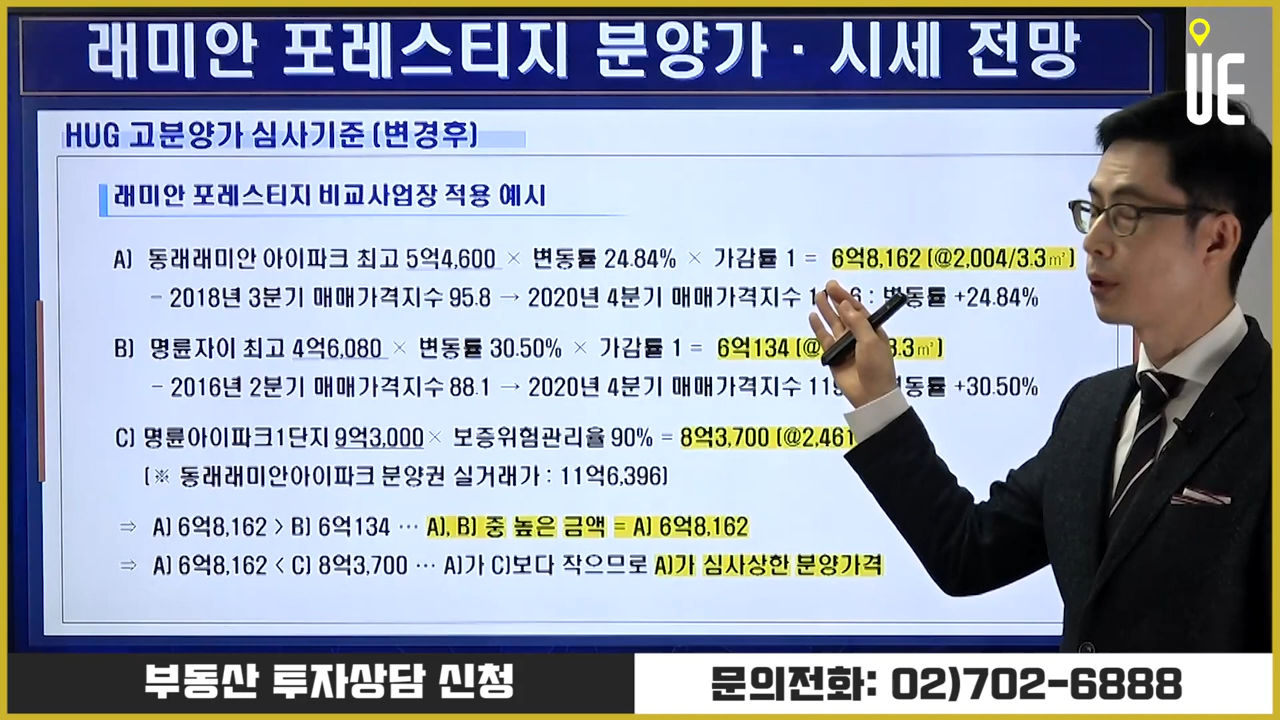 래미안 포레스티지 분양가·시세 전망
UE
HUG 고분양가 심사기준 (변경후)
래미안 포레스티지 비교사업장 적용 예시
A) 동래래미안 아이파크 최고 5억4,600 × 변동률 24.84% × 가감률 1 = 6억8,162 (@2,004/3.3㎡)
- 2018년 3분기 매매가격지수 95.8 → 2020년 4분기 매매가격지수 : 변동률 +24.84%
B) 명륜자이 최고 4억6,080 × 변동률 30.50% × 가감률 1 = 6억134 (@ 3.3㎡)
- 2016년 2분기 매매가격지수 88.1 → 2020년 4분기 매매가격지수 변동률 +30.50%
C) 명륜아이파크1단지 9억3,000 × 보증위험관리율 90% = 8억3,700 (@2,461
(※ 동래래미안아이파크 분양권 실거래가 : 11억6,396)
⇒ A) 6억8,162 > B) 6억134 … A), B) 중 높은 금액 = A) 6억8,162
⇒ A) 6억8,162 < C) 8억3,700 … A)가 C)보다 작으므로 A)가 심사상한 분양가격
부동산 투자상담 신청
문의전화: 02)702-6888